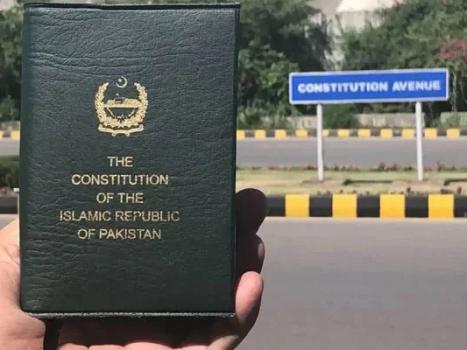 THE
CONSTITUTION
OF THE
ISLAMIC REPUBLIC
OF PAKISTAN
CONSTITUTION AVENUE